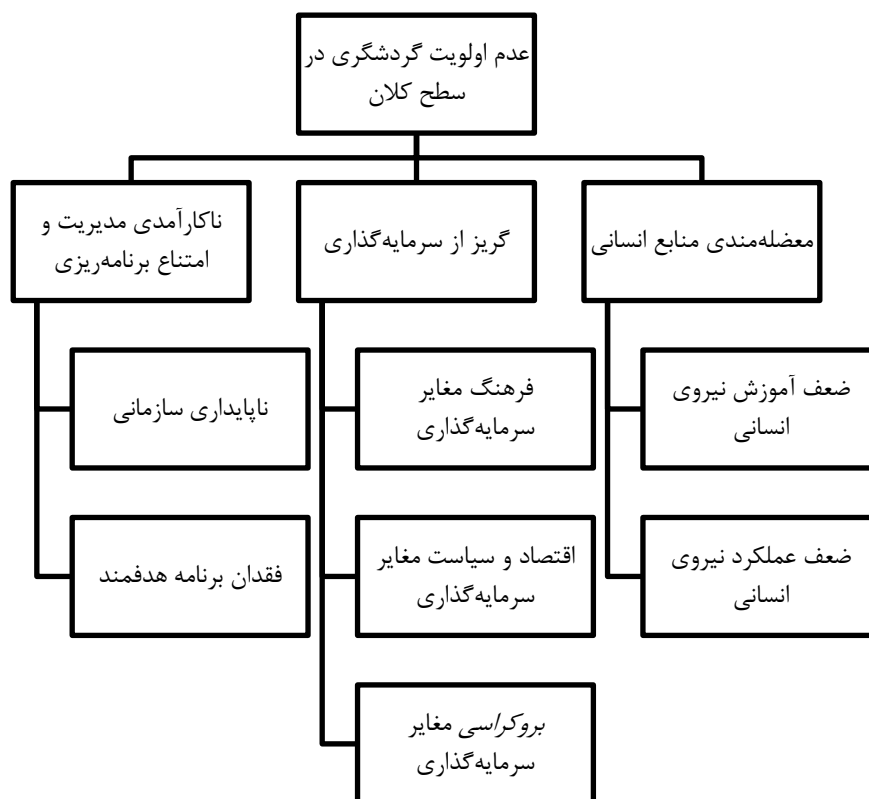 عدم اولویت گردشگری در
سطح کلان
معضله‌مندی منابع انسانی
گریز از سرمایه‌گذاری
ناکارآمدی مدیریت و
امتناع برنامه‌ریزی
ضعف آموزش نیروی
انسانی
فرهنگ مغایر
سرمایه‌گذاری
ناپایداری سازمانی
ضعف عملکرد نیروی
انسانی
اقتصاد و سیاست مغایر
سرمایه‌گذاری
فقدان برنامه هدفمند
بروکراسی مغایر
سرمایه‌گذاری